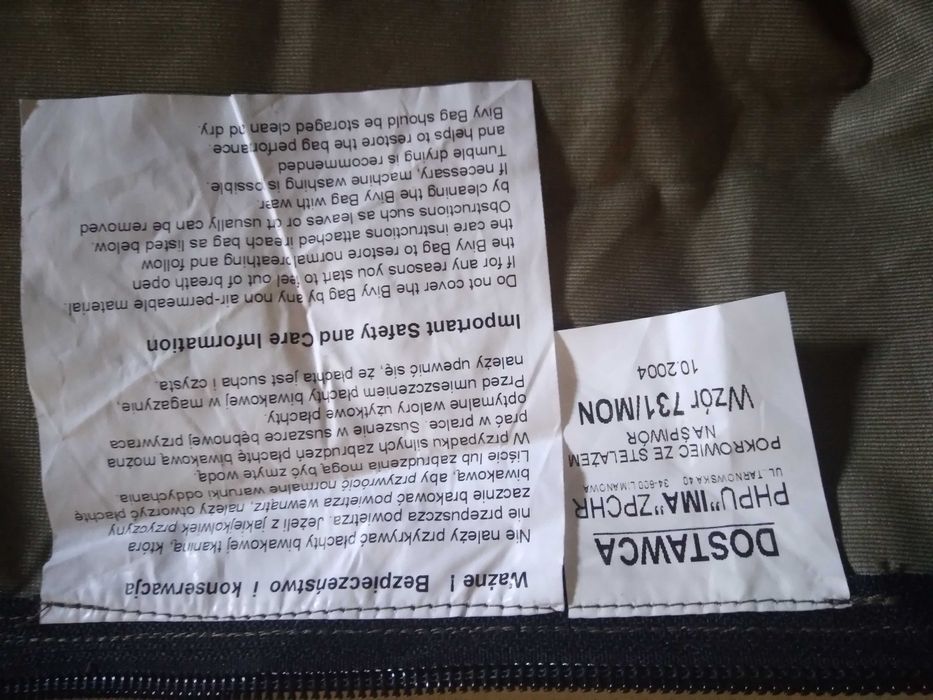 Ważne ! Bezpieczeństwo i konserwacja
Nie należy przykrywać płachty biwakowej tkaniną, która
nie przepuszcza powietrza. Jeżeli z jakiejkolwiek przyczyny
zacznie brakować powietrza wewnątrz, należy otworzyć płachtę
biwakową, aby przywrócić normalne warunki oddychania.
Liście lub zabrudzenia mogą być zmyte wodą.
W przypadku silnych zabrudzeń płachtę biwakową można
prać w pralce. Suszenie w suszarce bębnowej przywraca
optymalne walory użytkowe płachty.
Przed umieszczeniem płachty biwakowej w magazynie,
należy upewnić się, że płachta jest sucha i czysta.
Important Safety and Care Information
Do not cover the Bivy Bag by any non air-permeable material.
If for any reasons you start to feel out of breath open
the Bivy Bag to restore normal breathing and follow
the care instructions attached each bag as listed below.
Obstructions such as leaves or usually can be removed
by cleaning the Bivy Bag with
If necessary, machine washing is possible.
Tumble drying is recommended
and helps to restore the bag perfomance.
Bivy Bag should be storaged clean dry.
DOSTAWCA
PHPU"IMA"ZPCHR
UL.TARNOWSKA 40 34-600 LIMANOWA
POKROWIEC ZE STELAŻEM
NA ŚPIWÓR
Wzór 731/MON
10.2004